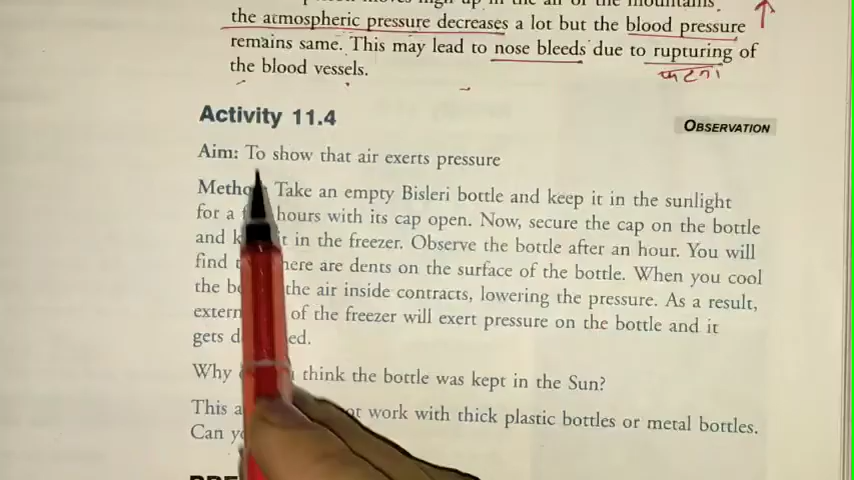 the atmospheric pressure decreases a lot but the blood pressure
remains same. This may lead to nose bleeds due to rupturing of
the blood vessels.
फटना
Activity 11.4
OBSERVATION
Aim: To show that air exerts pressure
Take an empty Bisleri bottle and keep it in the sunlight
for a hours with its cap open. Now, secure the cap on the bottle
and in the freezer. Observe the bottle after an hour. You will
find there are dents on the surface of the bottle. When you cool
the the air inside contracts, lowering the pressure. As a result,
of the freezer will exert pressure on the bottle and it
gets
Why think the bottle was kept in the Sun?
This work with thick plastic bottles or metal bottles.
Can